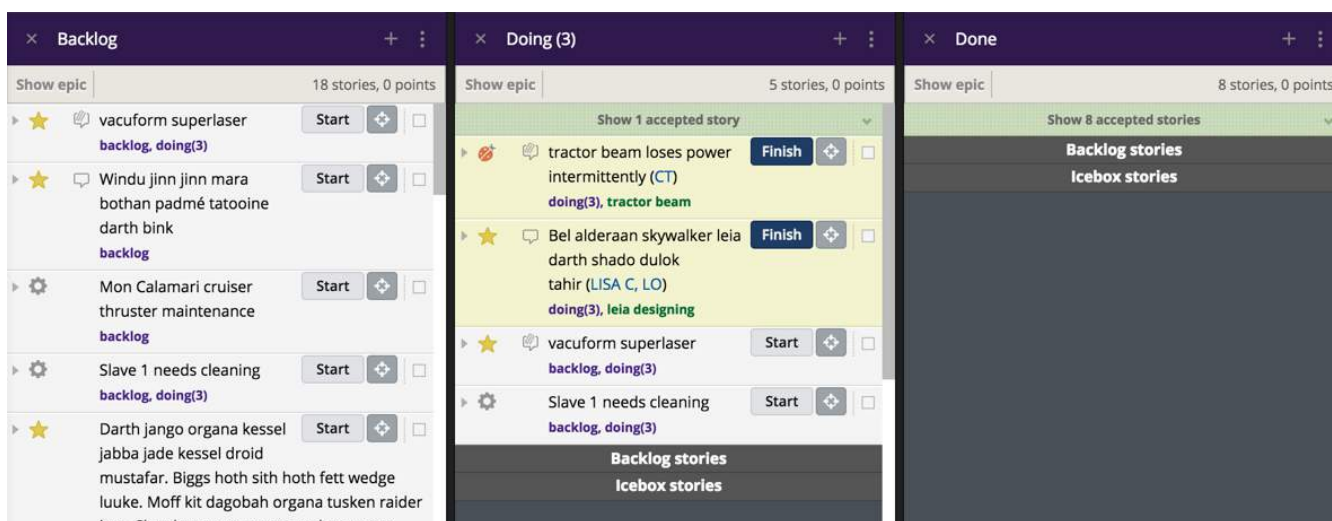 × Backlog + ⋮
Show epic 18 stories, 0 points
vacuform superlaser Start
backlog, doing(3)
Windu jinn jinn mara Start
bothan padmé tatooine
darth bink
backlog
Mon Calamari cruiser Start
thruster maintenance
backlog
Slave 1 needs cleaning Start
backlog, doing(3)
Darth jango organa kessel Start
jabba jade kessel droid
mustafar. Biggs hoth sith hoth fett wedge
luuke. Moff kit dagobah organa tusken raider
× Doing (3) + ⋮
Show epic 5 stories, 0 points
Show 1 accepted story
tractor beam loses power Finish
intermittently (CT)
doing(3), tractor beam
Bel alderaan skywalker leia Finish
darth shado dulok
tahir (LISA C, LO)
doing(3), leia designing
vacuform superlaser Start
backlog, doing(3)
Slave 1 needs cleaning Start
backlog, doing(3)
Backlog stories
Icebox stories
× Done + ⋮
Show epic 8 stories, 0 points
Show 8 accepted stories
Backlog stories
Icebox stories